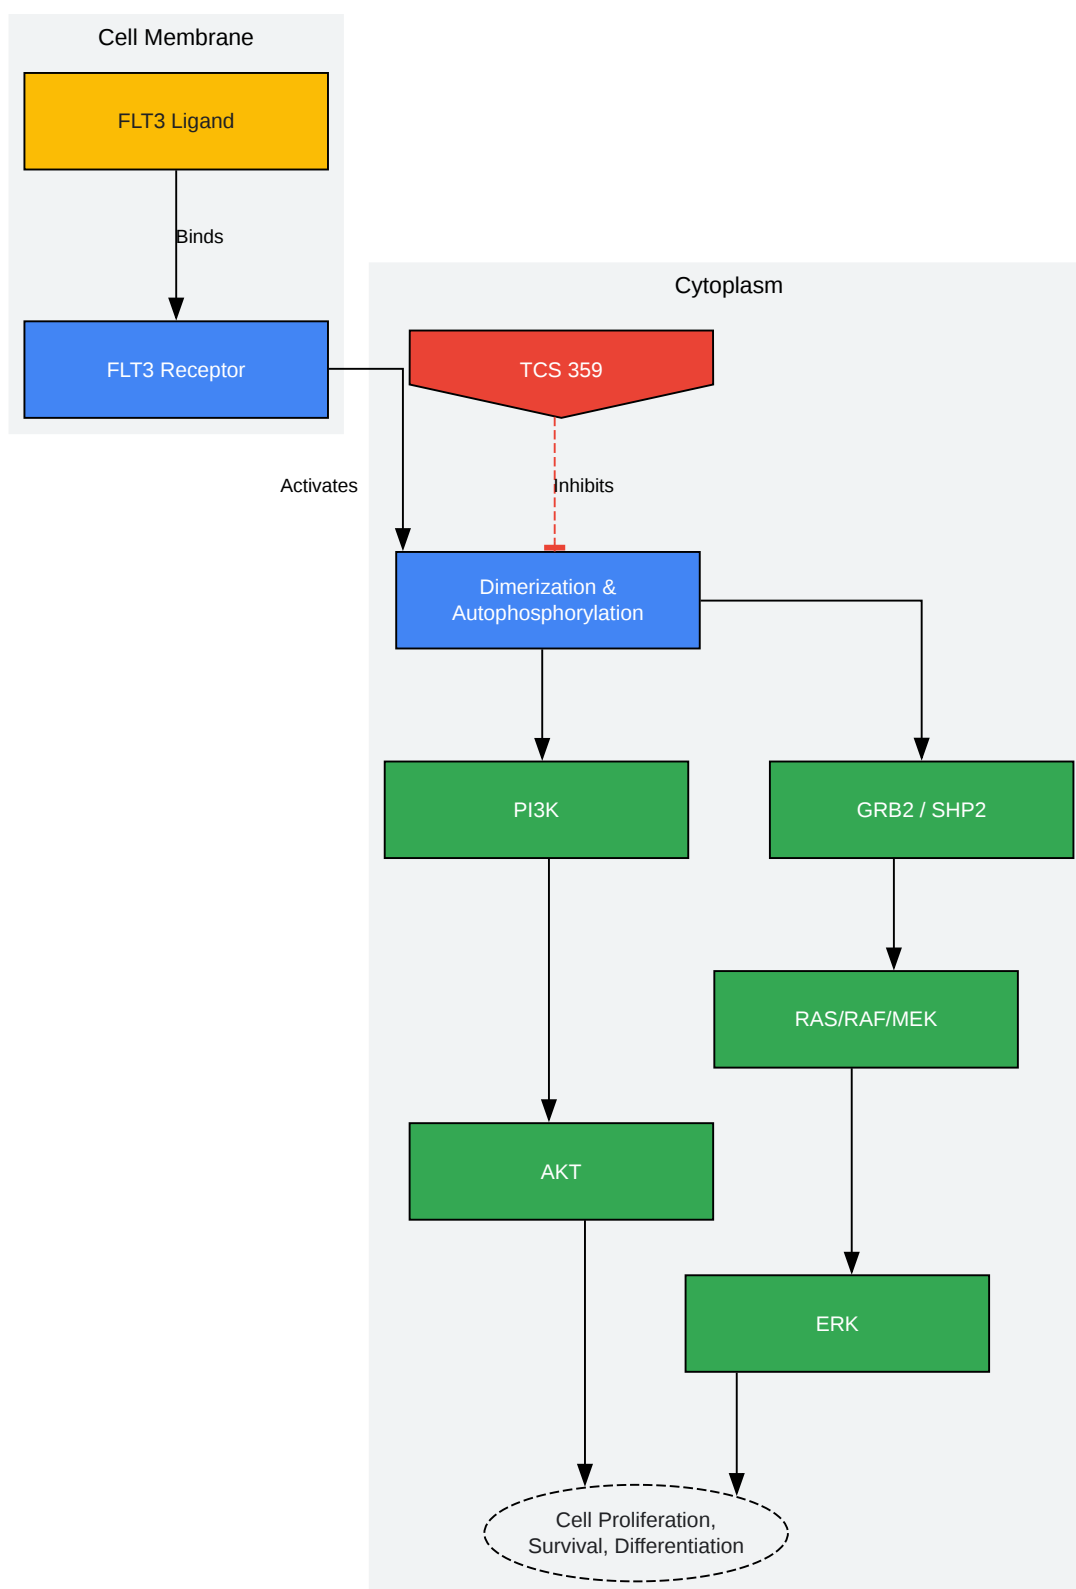 Cell Membrane
FLT3 Ligand
Binds
FLT3 Receptor
Cytoplasm
TCS 359
Activates
Inhibits
Dimerization &
Autophosphorylation
PI3K
GRB2 / SHP2
RAS/RAF/MEK
AKT
ERK
Cell Proliferation,
Survival, Differentiation